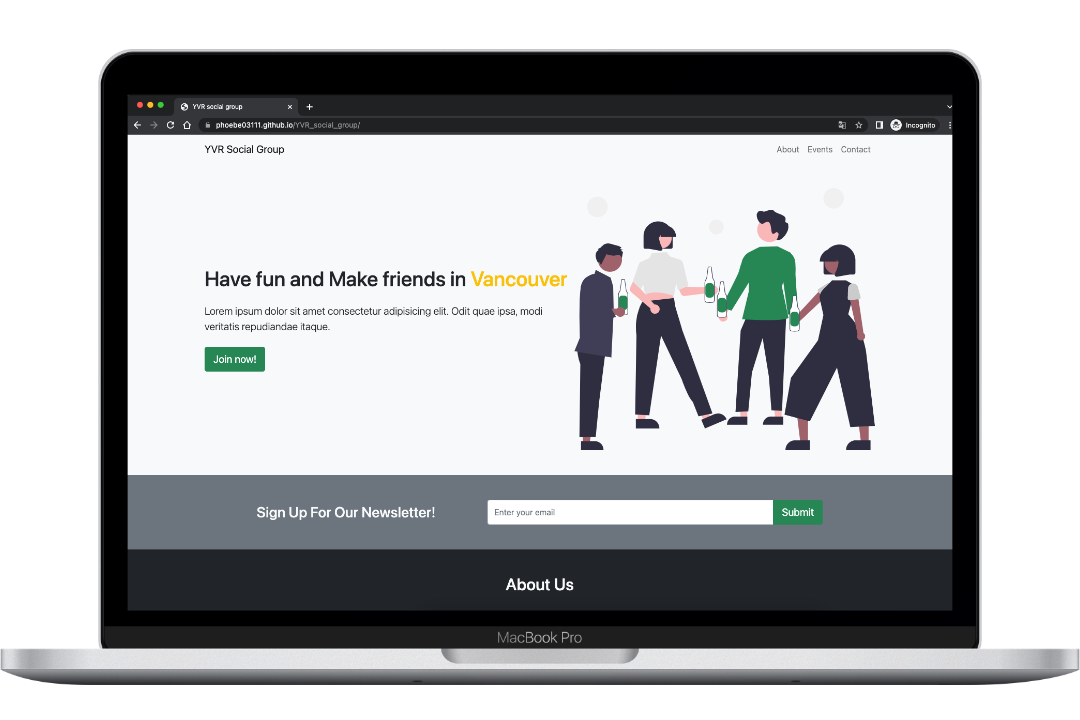 YVR social group
phoebe03111.github.io/YVR_social_group/
Incognito
YVR Social Group
About Events Contact
Have fun and Make friends in Vancouver
Lorem ipsum dolor sit amet consectetur adipisicing elit. Odit quae ipsa, modi
veritatis repudiandae itaque.
Join now!
Sign Up For Our Newsletter!
Enter your email
Submit
About Us
MacBook Pro